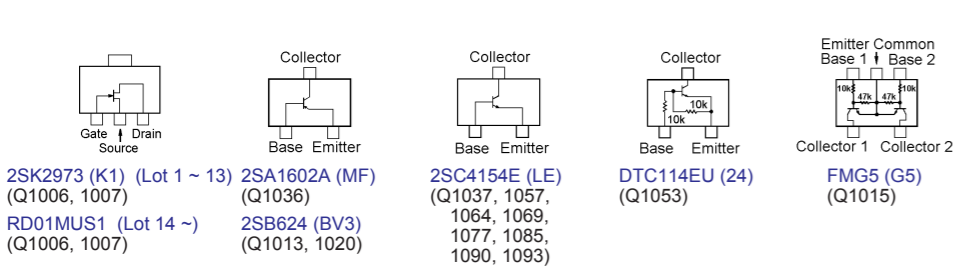 Gate
Drain
Source
2SK2973 (K1) (Lot 1 ~ 13)
(Q1006, 1007)
RD01MUS1 (Lot 14 ~)
(Q1006, 1007)
Collector
Base Emitter
2SA1602A (MF)
(Q1036)
2SB624 (BV3)
(Q1013, 1020)
Collector
Base Emitter
2SC4154E (LE)
(Q1037, 1057,
1064, 1069,
1077, 1085,
1090, 1093)
Collector
10k
10k
Base Emitter
DTC114EU (24)
(Q1053)
Emitter Common
Base 1 Base 2
10k 10k
47k 47k
Collector 1 Collector 2
FMG5 (G5)
(Q1015)